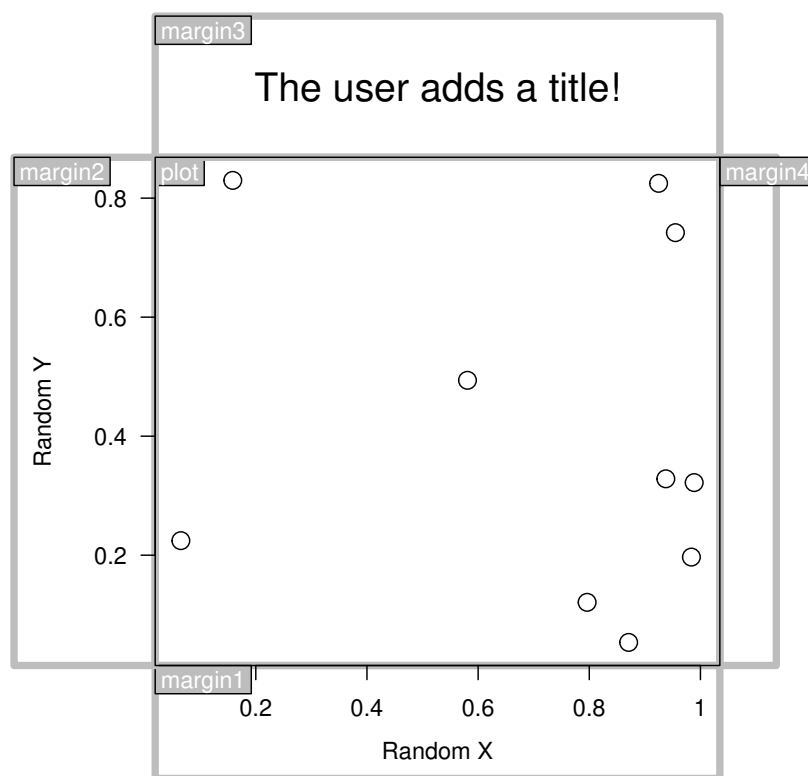 margin3
The user adds a title!
margin2
plot
margin4
0.8
0.6
0.4
0.2
Random Y
margin1
0.2 0.4 0.6 0.8 1
Random X